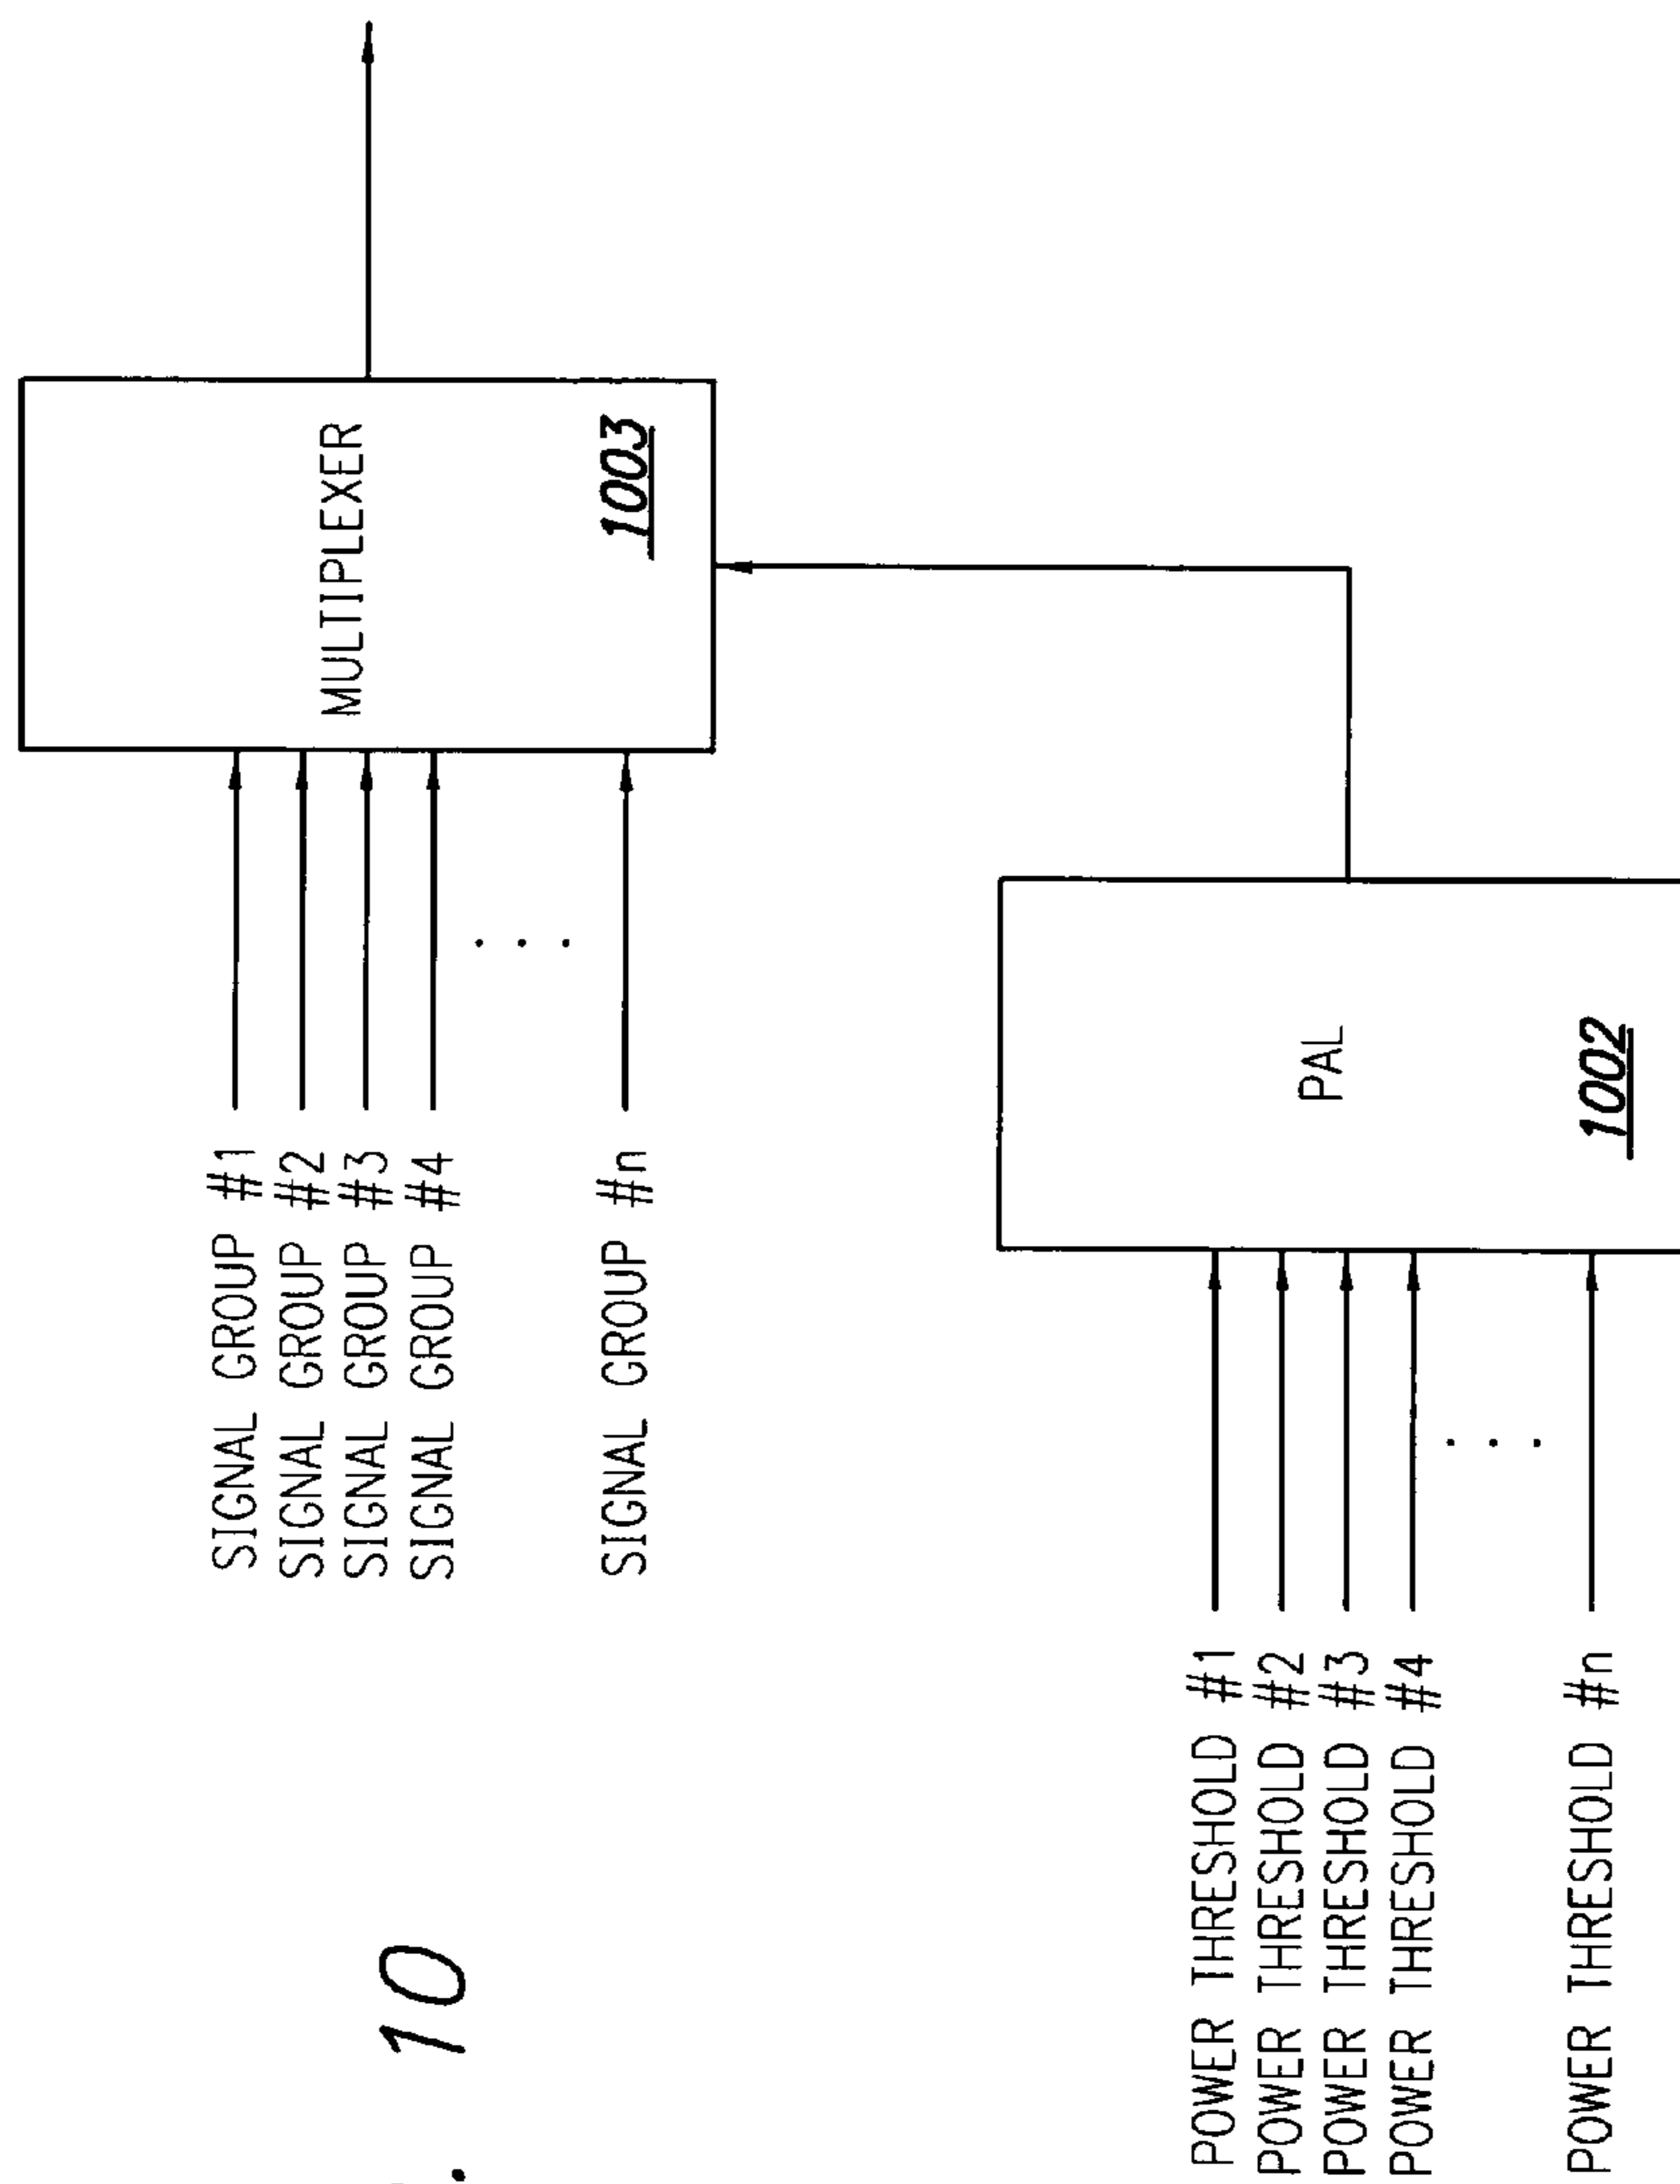 SIGNAL GROUP #1
SIGNAL GROUP #2
SIGNAL GROUP #3
SIGNAL GROUP #4
. . .
SIGNAL GROUP #n
MULTIPLEXER
1003
. 10
POWER THRESHOLD #1
POWER THRESHOLD #2
POWER THRESHOLD #3
POWER THRESHOLD #4
. . .
POWER THRESHOLD #n
PAL
1002